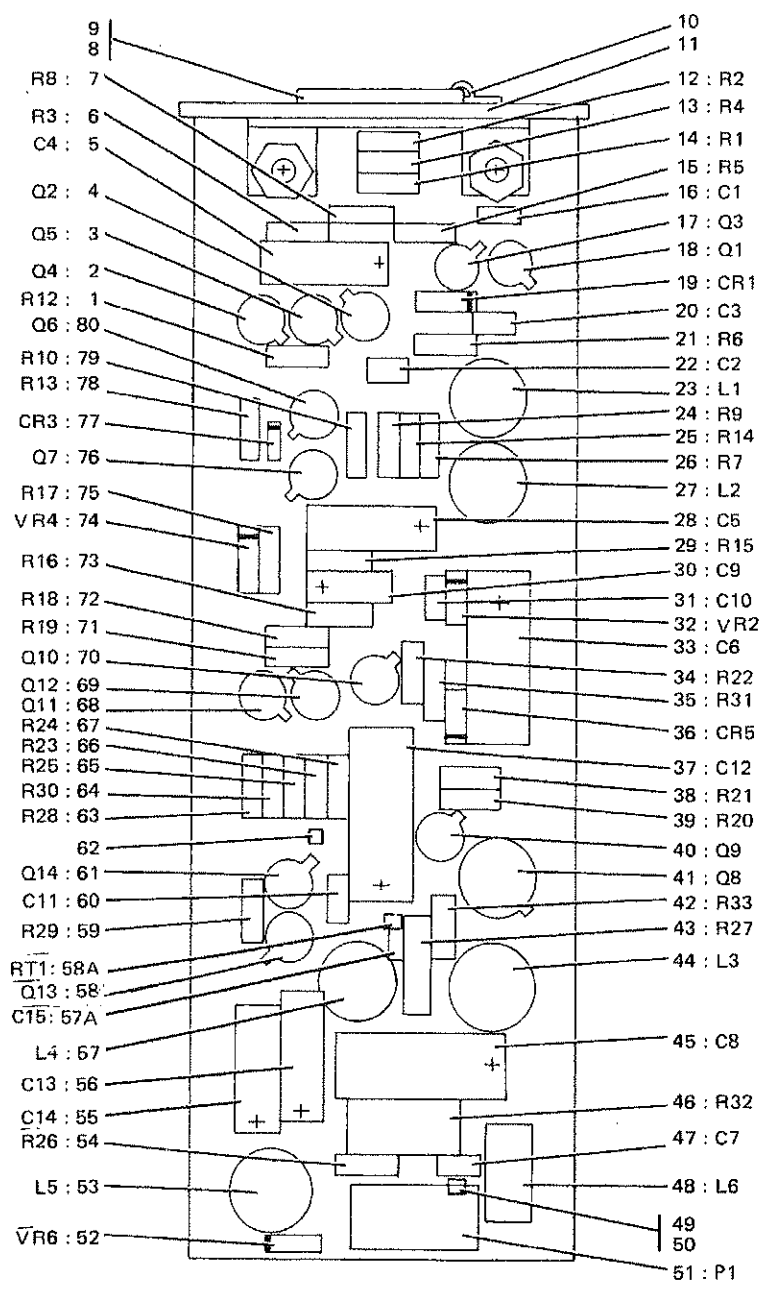 9
8
R8 : 7
R3 : 6
C4 : 5
Q2 : 4
Q5 : 3
Q4 : 2
R12 : 1
Q6 : 80
R10 : 79
R13 : 78
CR3 : 77
Q7 : 76
R17 : 75
VR4 : 74
R16 : 73
R18 : 72
R19 : 71
Q10 : 70
Q12 : 69
Q11 : 68
R24 : 67
R23 : 66
R25 : 65
R30 : 64
R28 : 63
62
Q14 : 61
C11 : 60
R29 : 59
RT1 : 58A
Q13 : 58
C15 : 57A
L4 : 57
C13 : 56
C14 : 55
R26 : 54
L5 : 53
VR6 : 52
10
11
12 : R2
13 : R4
14 : R1
15 : R5
16 : C1
17 : Q3
18 : Q1
19 : CR1
20 : C3
21 : R6
22 : C2
23 : L1
24 : R9
25 : R14
26 : R7
27 : L2
28 : C5
29 : R15
30 : C9
31 : C10
32 : VR2
33 : C6
34 : R22
35 : R31
36 : CR5
37 : C12
38 : R21
39 : R20
40 : Q9
41 : Q8
42 : R33
43 : R27
44 : L3
45 : C8
46 : R32
47 : C7
48 : L6
49
50
51 : P1
+
+
+
+
+
+
+
+